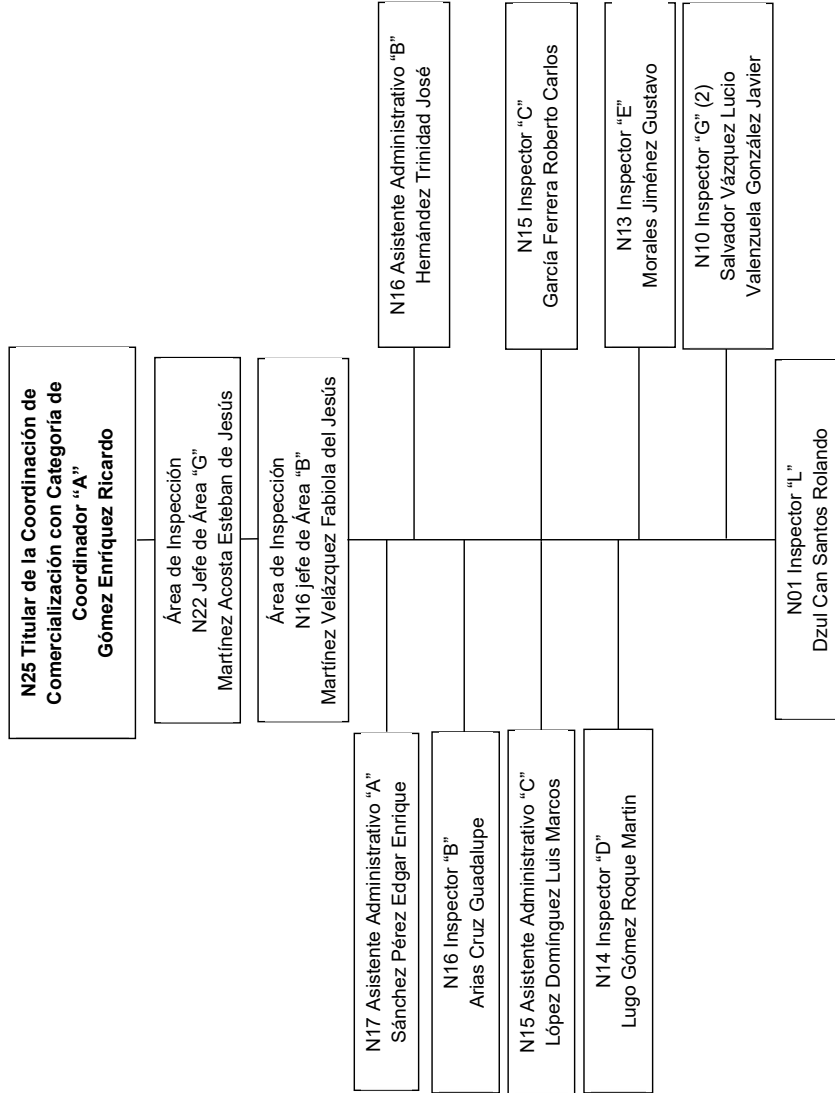 N25 Titular de la Coordinación de
Comercialización con Categoría de
Coordinador “A”
Gómez Enríquez Ricardo
Área de Inspección
N22 Jefe de Área “G”
Martínez Acosta Esteban de Jesús
Área de Inspección
N16 jefe de Área “B”
Martínez Velázquez Fabiola del Jesús
N17 Asistente Administrativo “A”
Sánchez Pérez Edgar Enrique
N16 Asistente Administrativo “B”
Hernández Trinidad José
N16 Inspector “B”
Arias Cruz Guadalupe
N15 Asistente Administrativo “C”
López Domínguez Luis Marcos
N15 Inspector “C”
García Ferrera Roberto Carlos
N14 Inspector “D”
Lugo Gómez Roque Martin
N13 Inspector “E”
Morales Jiménez Gustavo
N10 Inspector “G” (2)
Salvador Vázquez Lucio
Valenzuela González Javier
N01 Inspector “L”
Dzul Can Santos Rolando